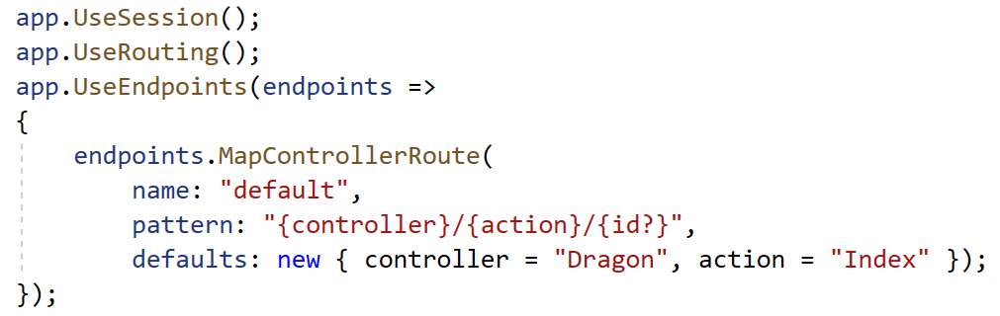 app.UseSession();
app.UseRouting();
app.UseEndpoints(endpoints =>
{
    endpoints.MapControllerRoute(
        name: "default",
        pattern: "{controller}/{action}/{id?}",
        defaults: new { controller = "Dragon", action = "Index" });
});